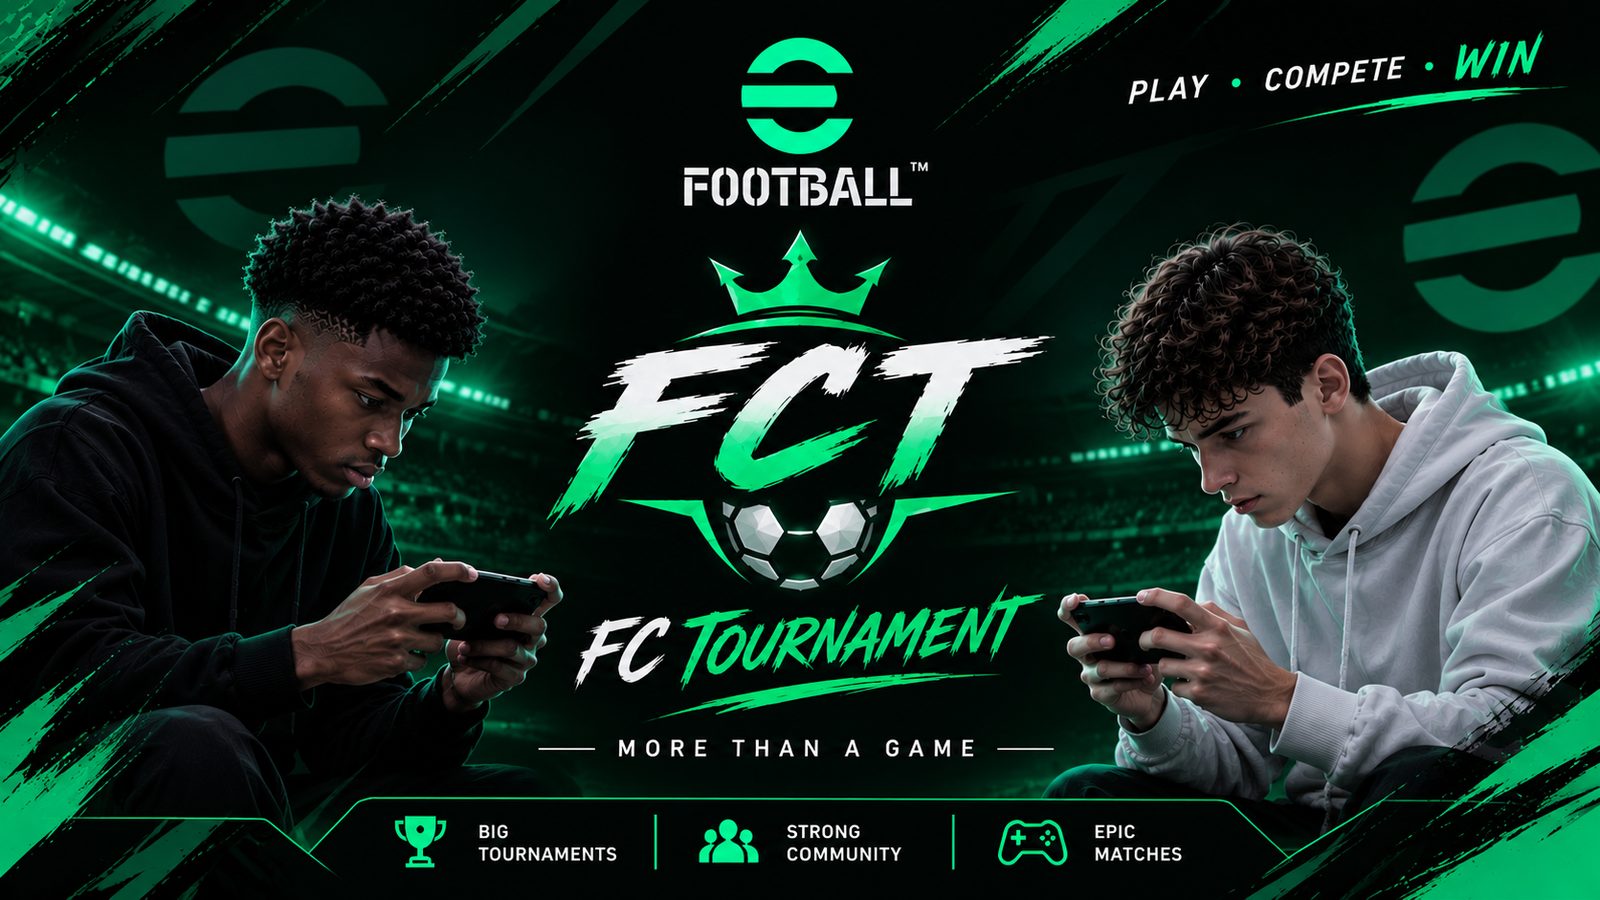 PLAY • COMPETE • WIN
FOOTBALL™
FCT
FC TOURNAMENT
MORE THAN A GAME
BIG
TOURNAMENTS
STRONG
COMMUNITY
EPIC
MATCHES